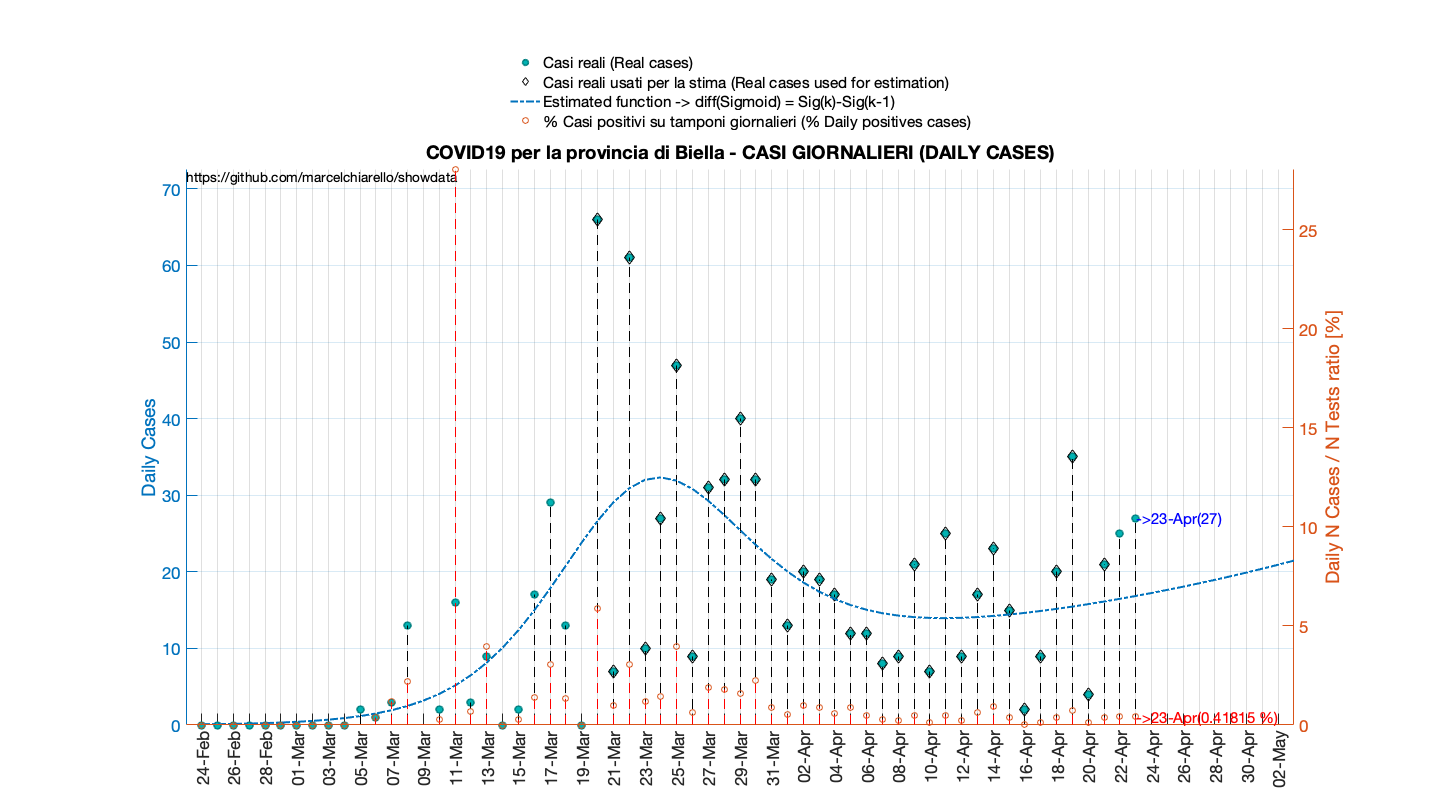 Casi reali (Real cases)
Casi reali usati per la stima (Real cases used for estimation)
Estimated function -> diff(Sigmoid) = Sig(k)-Sig(k-1)
% Casi positivi su tamponi giornalieri (% Daily positives cases)
COVID19 per la provincia di Biella - CASI GIORNALIERI (DAILY CASES)
https://github.com/marcelchiarello/showdata
Daily Cases
70
60
50
40
30
20
10
0
->23-Apr(27)
->23-Apr(0.41815 %)
25
20
15
10
5
0
Daily N Cases / N Tests ratio [%]
24-Feb
26-Feb
28-Feb
01-Mar
03-Mar
05-Mar
07-Mar
09-Mar
11-Mar
13-Mar
15-Mar
17-Mar
19-Mar
21-Mar
23-Mar
25-Mar
27-Mar
29-Mar
31-Mar
02-Apr
04-Apr
06-Apr
08-Apr
10-Apr
12-Apr
14-Apr
16-Apr
18-Apr
20-Apr
22-Apr
24-Apr
26-Apr
28-Apr
30-Apr
02-May